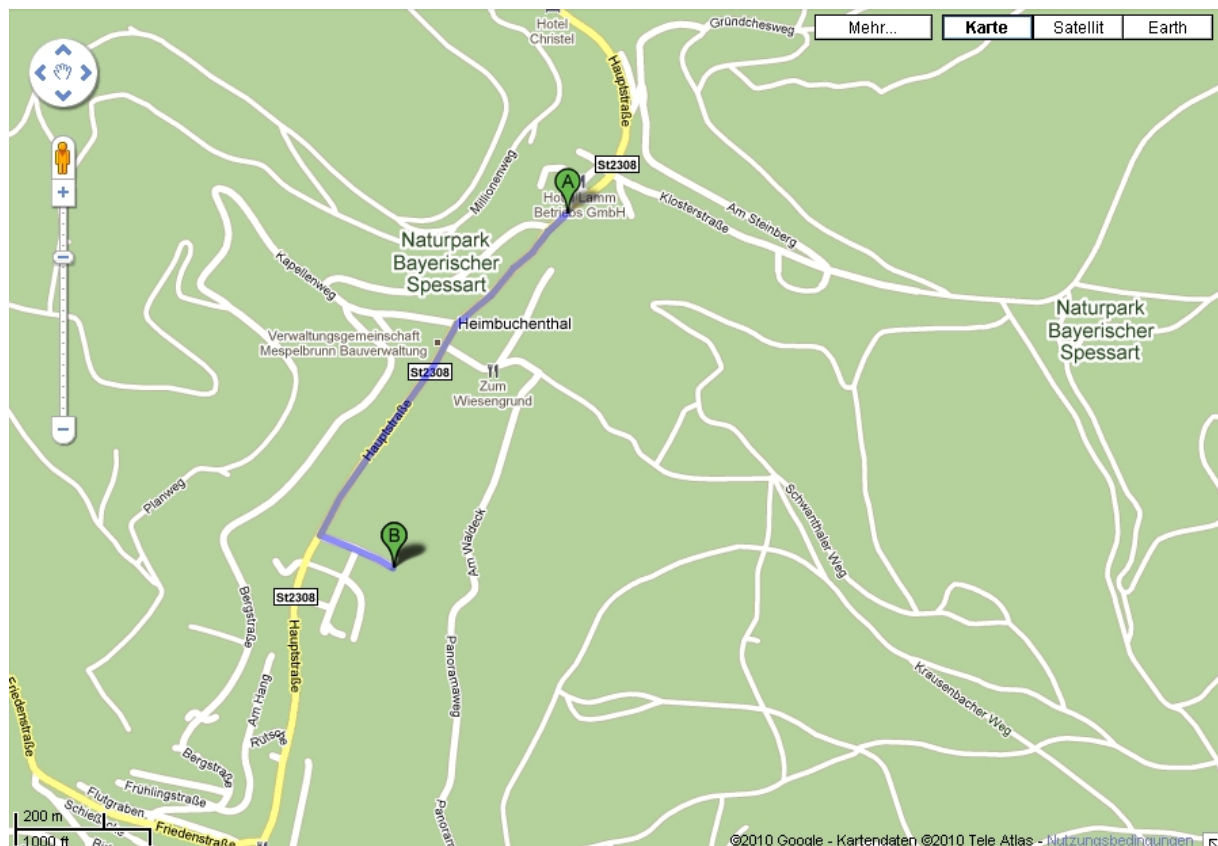 Hotel
Christel
Gründchesweg
Mehr...
Karte
Satellit
Earth
Hauptstraße
St2308
Millionenweg
A
Betriebs GmbH
Klosterstraße
Am Steinberg
Naturpark
Bayerischer
Spessart
Kapellenweg
Heimbuchenthal
Naturpark
Bayerischer
Spessart
Verwaltungsgemeinschaft
Mespelbrunn Bauverwaltung
St2308
Zum
Wiesengrund
Hauptstraße
Planweg
Schwanthaler Weg
B
Am Waldeck
St2308
Bergstraße
Hauptstraße
Panoramaweg
Krausenbacher Weg
Friedenstraße
Am Hang
Rutsche
Bergstraße
Frühlingstraße
Flutgraben
Friedenstraße
200 m
1000 ft
©2010 Google - Kartendaten ©2010 Tele Atlas - Nutzungsbedingungen